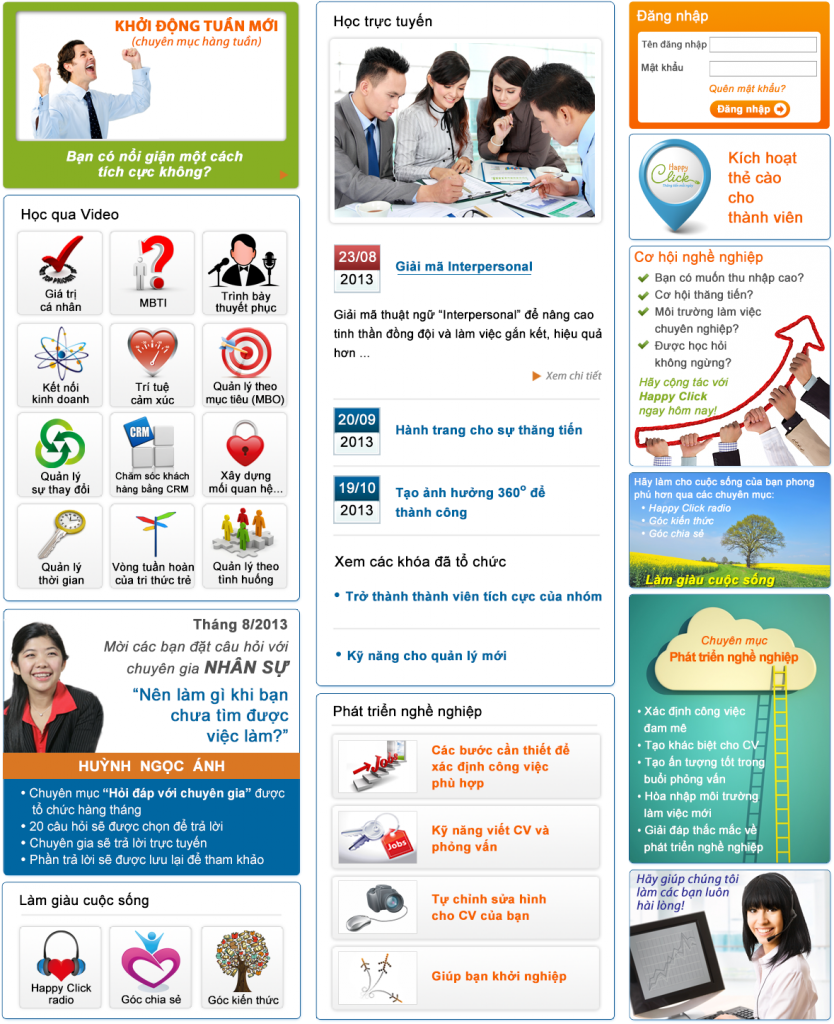 KHỞI ĐỘNG TUẦN MỚI
(chuyên mục hàng tuần)
Bạn có nổi giận một cách
tích cực không?
Học qua Video
TOP PRIORITY
Giá trị
cá nhân
MBTI
Trình bày
thuyết phục
Kết nối
kinh doanh
Trí tuệ
cảm xúc
Quản lý theo
mục tiêu (MBO)
Quản lý
sự thay đổi
CRM
Chăm sóc khách
hàng bằng CRM
Xây dựng
mối quan hệ...
Quản lý
thời gian
Vòng tuần hoàn
của tri thức trẻ
Quản lý theo
tình huống
Tháng 8/2013
Mời các bạn đặt câu hỏi với
chuyên gia NHÂN SỰ
“Nên làm gì khi bạn
chưa tìm được
việc làm?”
HUỲNH NGỌC ÁNH
• Chuyên mục “Hỏi đáp với chuyên gia” được
tổ chức hàng tháng
• 20 câu hỏi sẽ được chọn để trả lời
• Chuyên gia sẽ trả lời trực tuyến
• Phần trả lời sẽ được lưu lại để tham khảo
Làm giàu cuộc sống
Happy Click
radio
Góc chia sẻ
Góc kiến thức
Học trực tuyến
23/08
2013
Giải mã Interpersonal
Giải mã thuật ngữ “Interpersonal” để nâng cao
tinh thần đồng đội và làm việc gắn kết, hiệu quả
hơn ...
Xem chi tiết
20/09
2013
Hành trang cho sự thăng tiến
19/10
2013
Tạo ảnh hưởng 360º để
thành công
Xem các khóa đã tổ chức
• Trở thành thành viên tích cực của nhóm
• Kỹ năng cho quản lý mới
Phát triển nghề nghiệp
Jobs
Các bước cần thiết để
xác định công việc
phù hợp
Jobs
Kỹ năng viết CV và
phỏng vấn
Tự chỉnh sửa hình
cho CV của bạn
Giúp bạn khởi nghiệp
Đăng nhập
Tên đăng nhập
Mật khẩu
Quên mật khẩu?
Đăng nhập
Happy
Click
Kích hoạt
thẻ cào
cho
thành viên
Cơ hội nghề nghiệp
Bạn có muốn thu nhập cao?
Cơ hội thăng tiến?
Môi trường làm việc
chuyên nghiệp?
Được học hỏi
không ngừng?
Hãy cộng tác với
Happy Click
ngay hôm nay!
Hãy làm cho cuộc sống của bạn phong
phú hơn qua các chuyên mục:
• Happy Click radio
• Góc kiến thức
• Góc chia sẻ
Làm giàu cuộc sống
Chuyên mục
Phát triển nghề nghiệp
• Xác định công việc
đam mê
• Tạo khác biệt cho CV
• Tạo ấn tượng tốt trong
buổi phỏng vấn
• Hòa nhập môi trường
làm việc mới
• Giải đáp thắc mắc về
phát triển nghề nghiệp
Hãy giúp chúng tôi
làm các bạn luôn
hài lòng!